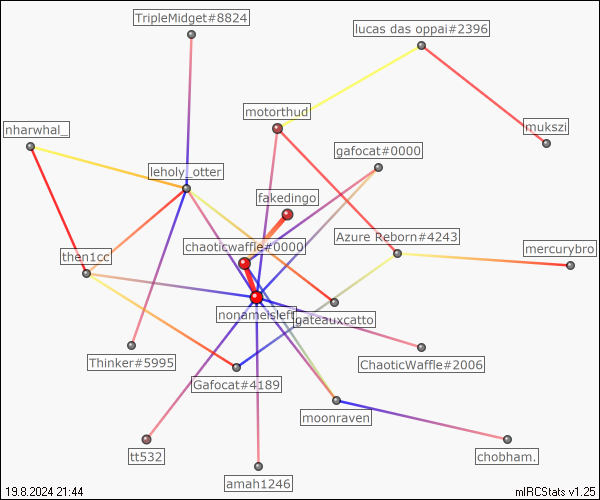 TripleMidget#8824
lucas das oppai#2396
motorthud
mukszi
nharwhal_
gafocat#0000
leholy_otter
fakedingo
Azure Reborn#4243
chaoticwaffle#0000
mercurybro
then1cc
nonameisleft
gateauxcatto
Thinker#5995
ChaoticWaffle#2006
Gafocat#4189
moonraven
tt532
chobham.
amah1246
19.8.2024 21:44
mIRCStats v1.25